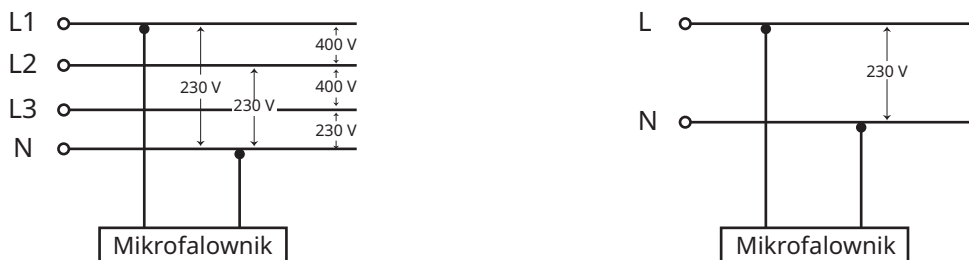 L1
400 V
L2
230 V
400 V
230 V
L3
230 V
N
Mikrofalownik
L
230 V
N
Mikrofalownik